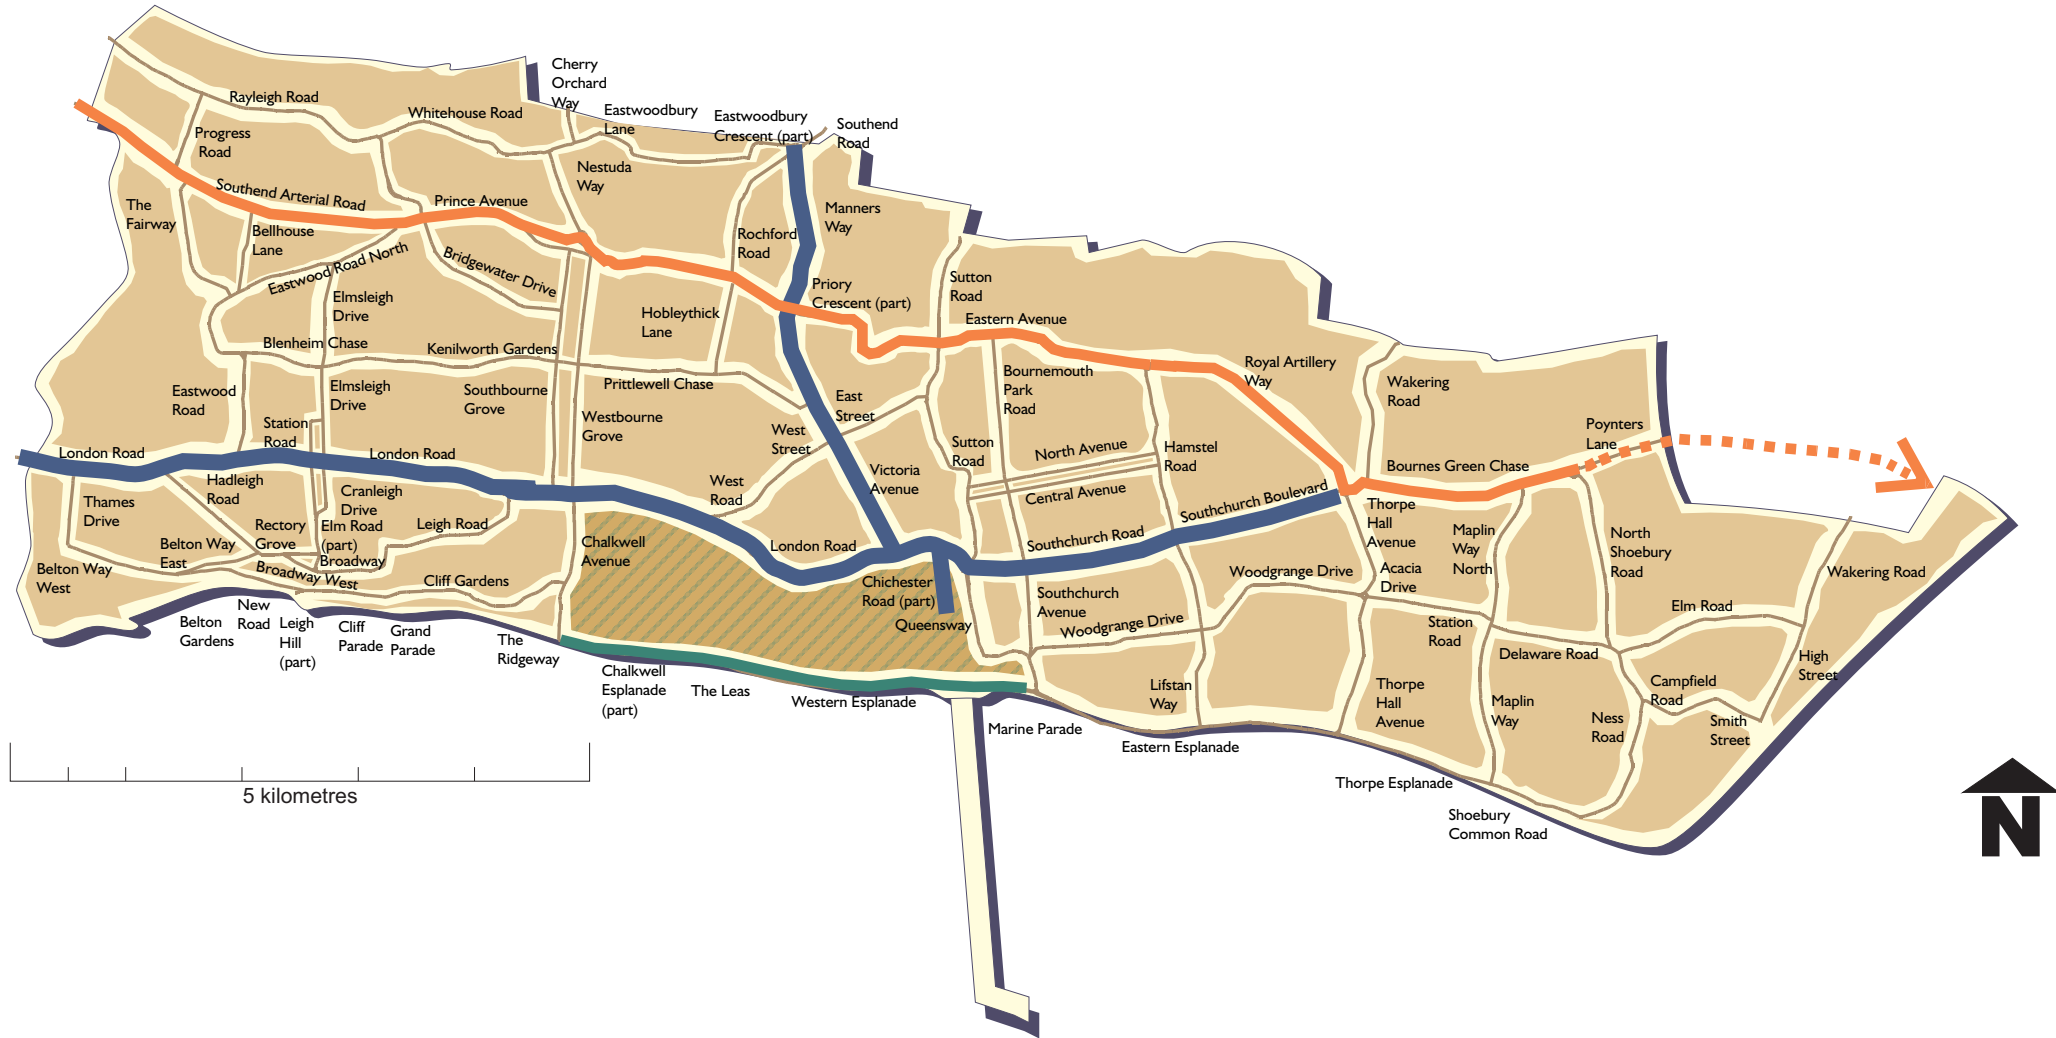 Cherry
Orchard
Way
Rayleigh Road
Whitehouse Road
Eastwoodbury
Lane
Eastwoodbury
Crescent (part)
Southend
Road
Progress
Road
Nestuda
Way
Southend Arterial Road
Prince Avenue
The
Fairway
Manners
Way
Bellhouse
Lane
Rochford
Road
Eastwood Road North
Bridgewater Drive
Sutton
Road
Priory
Crescent (part)
Elmsleigh
Drive
Hobleythick
Lane
Eastern Avenue
Blenheim Chase
Kenilworth Gardens
Royal Artillery
Way
Bournemouth
Park
Road
Prittlewell Chase
Wakering
Road
Eastwood
Road
Elmsleigh
Drive
Southbourne
Grove
East
Street
Westbourne
Grove
Station
Road
West
Street
Poynters
Lane
London Road
London Road
Sutton
Road
North Avenue
Hamstel
Road
Bournes Green Chase
Victoria
Avenue
Hadleigh
Road
West
Road
Central Avenue
Southchurch Boulevard
Cranleigh
Drive
Thames
Drive
Thorpe
Hall
Avenue
Rectory
Grove
Elm Road
(part)
Leigh Road
Southchurch Road
Maplin
Way
North
North
Shoebury
Road
Belton Way
East
Broadway
London Road
Chalkwell
Avenue
Belton Way
West
Broadway West
Cliff Gardens
Chichester
Road (part)
Woodgrange Drive
Acacia
Drive
Wakering Road
Southchurch
Avenue
Elm Road
New
Road
Belton
Gardens
Leigh
Hill
(part)
Cliff
Parade
Grand
Parade
The
Ridgeway
Queensway
Woodgrange Drive
Station
Road
Delaware Road
High
Street
Chalkwell
Esplanade
(part)
The Leas
Western Esplanade
Lifstan
Way
Thorpe
Hall
Avenue
Maplin
Way
Campfield
Road
Ness
Road
Smith
Street
Marine Parade
Eastern Esplanade
Thorpe Esplanade
Shoebury
Common Road
5 kilometres
N